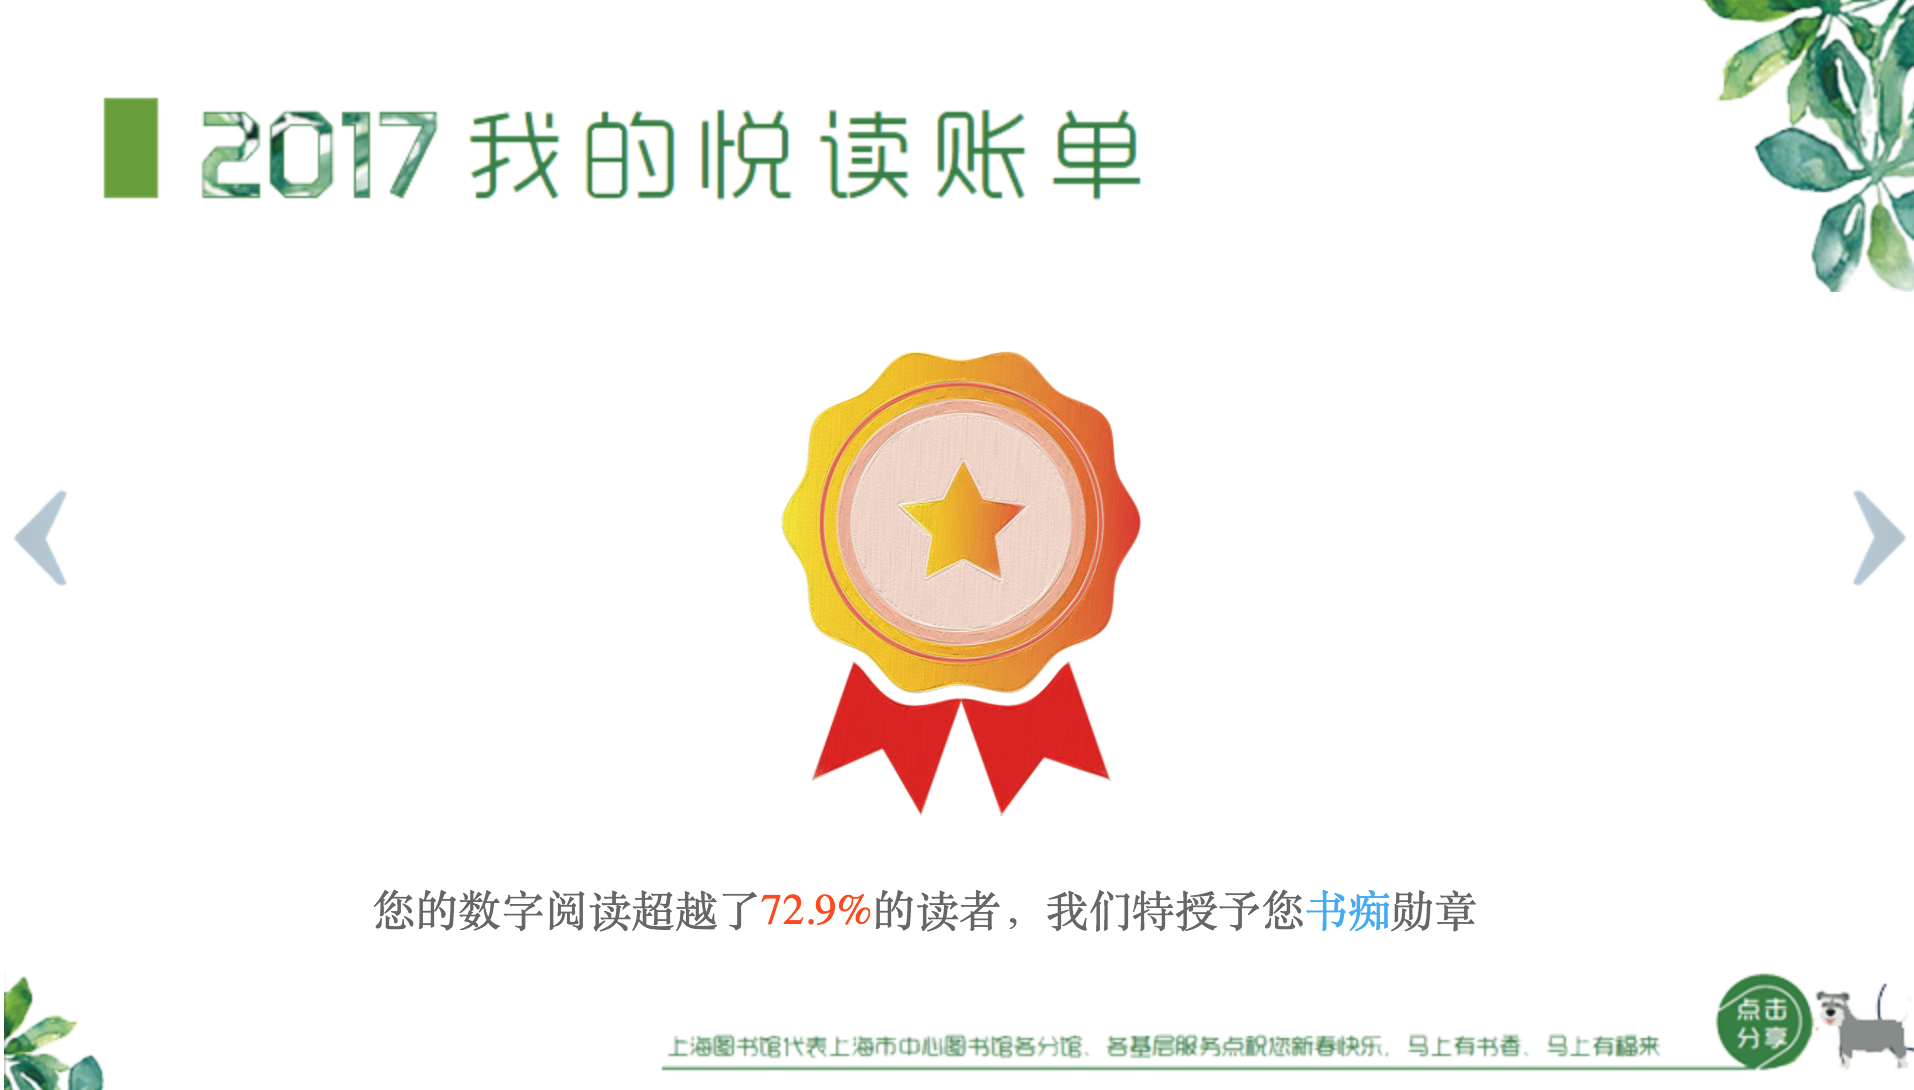 2017 我的悦读账单
您的数字阅读超越了72.9%的读者，我们特授予您书痴勋章
上海图书馆代表上海市中心图书馆各分馆、各基层服务点祝您新春快乐，马上有书香、马上有福来
点击
分享